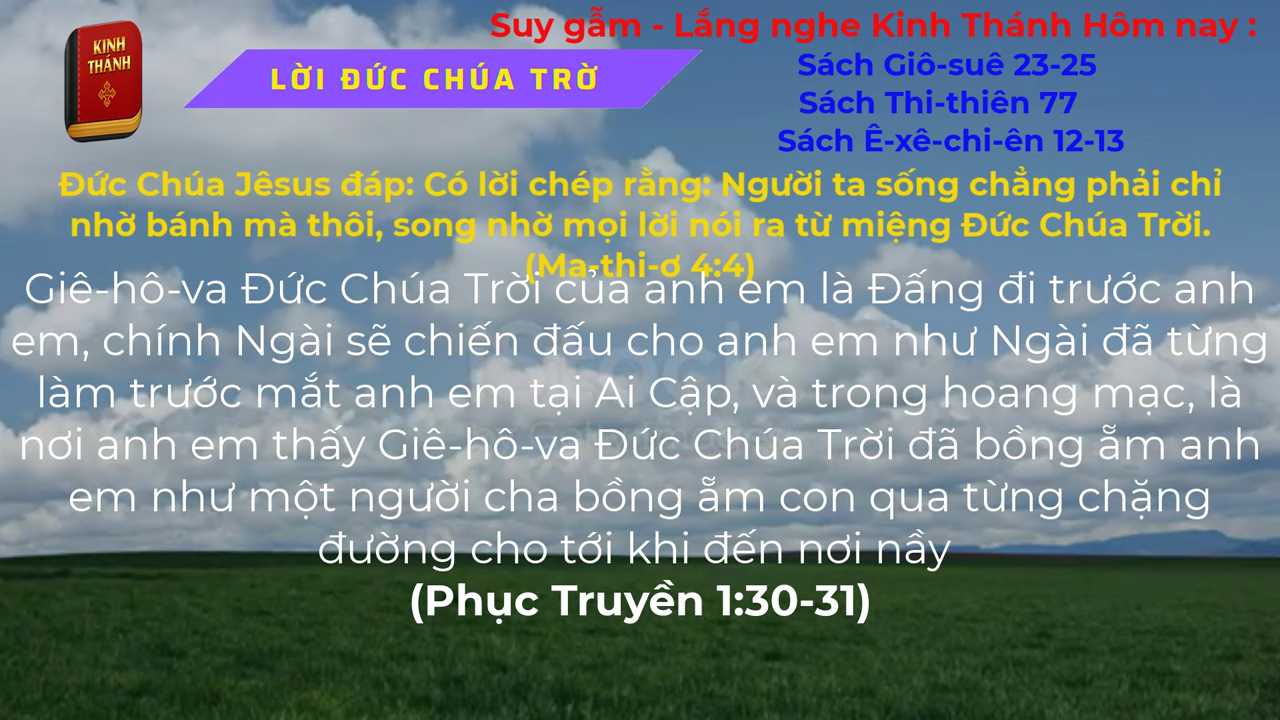 Suy gẫm - Lắng nghe Kinh Thánh Hôm nay :
KINH
THÁNH
LỜI ĐỨC CHÚA TRỜ
Sách Giô-suê 23-25
Sách Thi-thiên 77
Sách Ê-xê-chi-ên 12-13
Đức Chúa Jêsus đáp: Có lời chép rằng: Người ta sống chẳng phải chỉ
nhờ bánh mà thôi, song nhờ mọi lời nói ra từ miệng Đức Chúa Trời.
(Ma-thi-ơ 4:4)
Giê-hô-va Đức Chúa Trời của anh em là Đấng đi trước anh
em, chính Ngài sẽ chiến đấu cho anh em như Ngài đã từng
làm trước mắt anh em tại Ai Cập, và trong hoang mạc, là
nơi anh em thấy Giê-hô-va Đức Chúa Trời đã bồng ẵm anh
em như một người cha bồng ẵm con qua từng chặng
đường cho tới khi đến nơi nầy
(Phục Truyền 1:30-31)